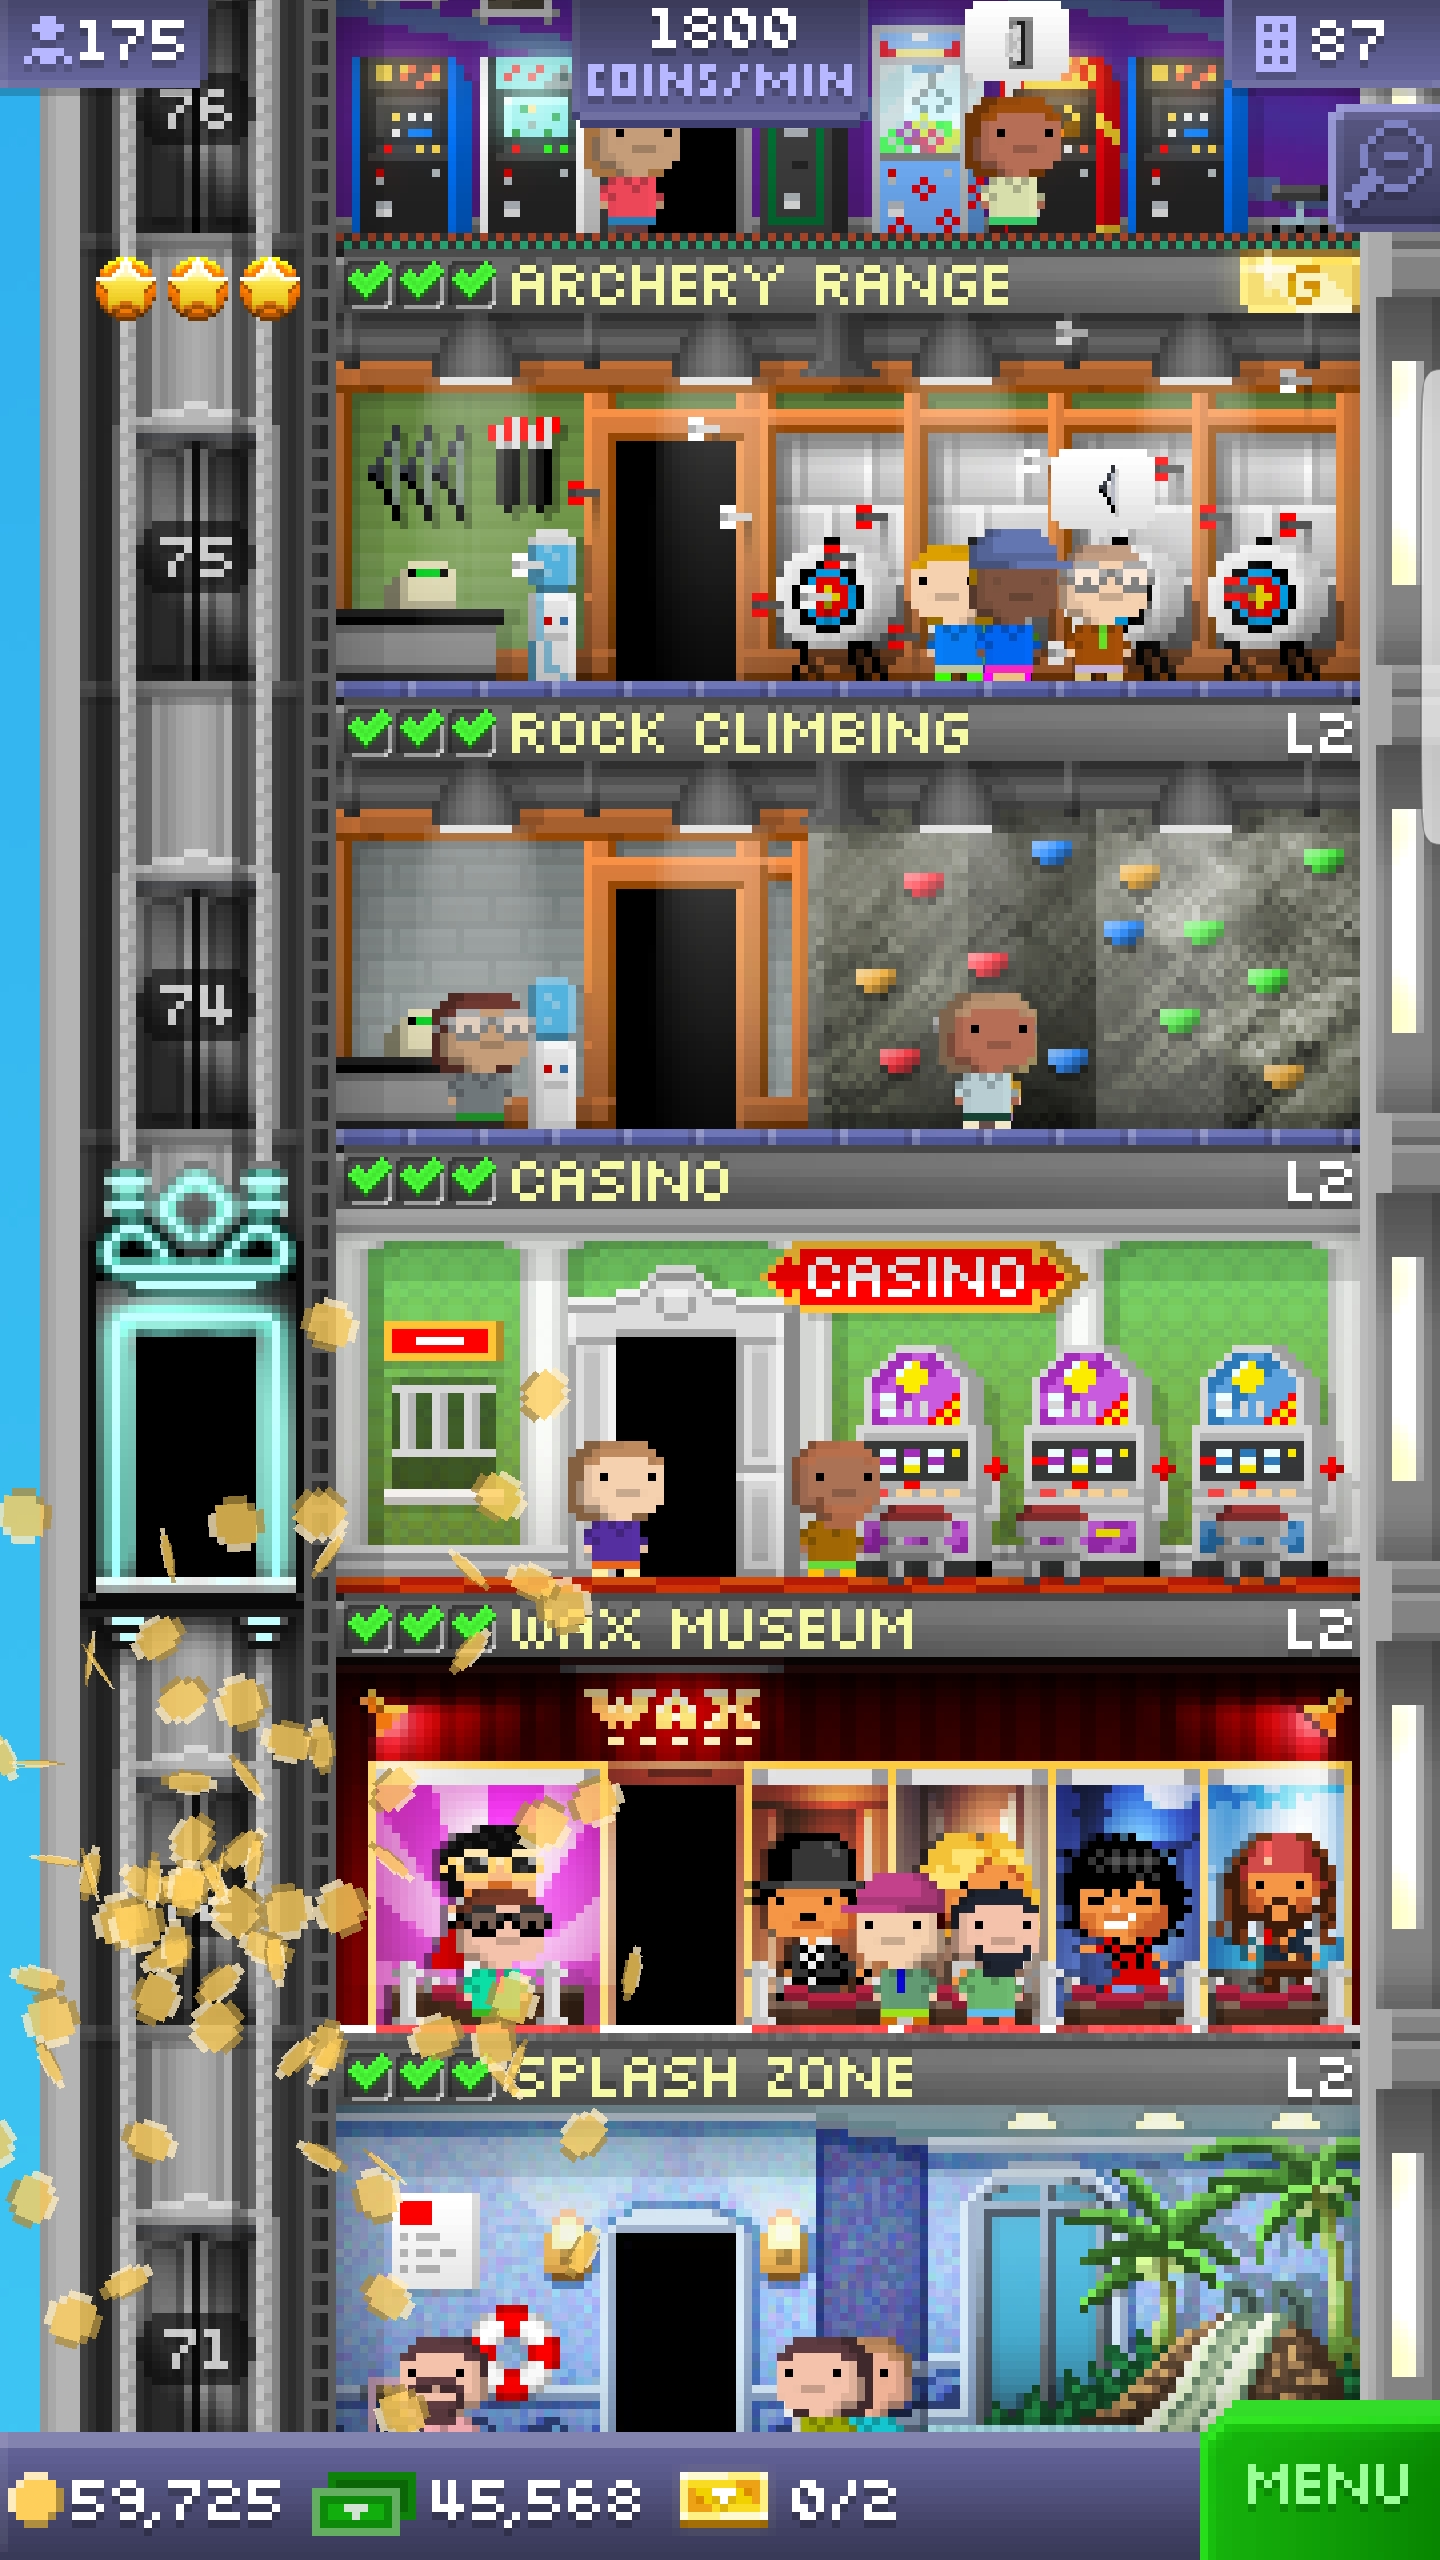 175
1800
COINS/MIN
87
76
ARCHERY RANGE
G
75
ROCK CLIMBING
L2
74
CASINO
L2
CASINO
WAX MUSEUM
L2
WAX
SPLASH ZONE
L2
71
59,725
45,568
0/2
MENU